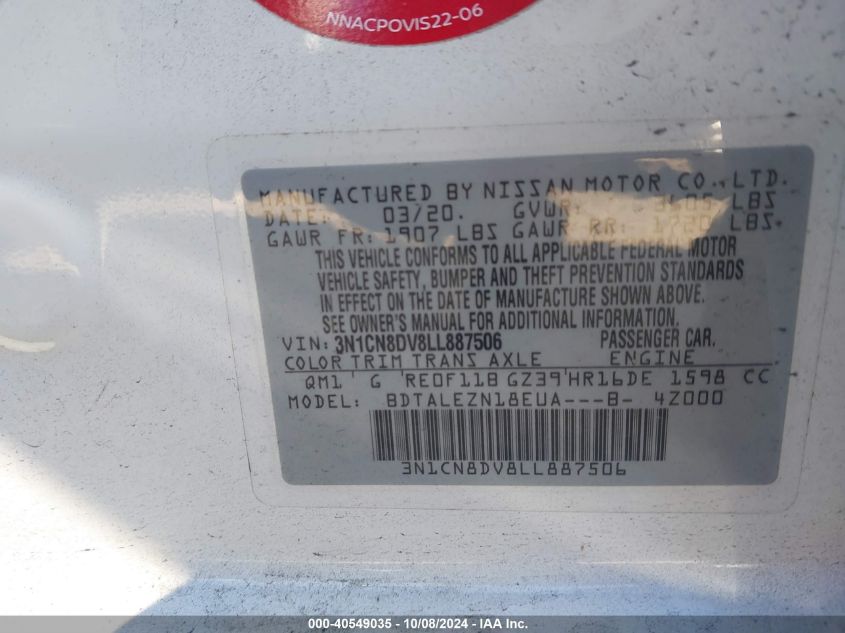 NNACPOVIS22-06
MANUFACTURED BY NISSAN MOTOR CO., LTD.
DATE: 03/20. GVWR: LBS
GAWR FR: 1907 LBS GAWR RR: 1720 LBS.
THIS VEHICLE CONFORMS TO ALL APPLICABLE FEDERAL MOTOR
VEHICLE SAFETY, BUMPER AND THEFT PREVENTION STANDARDS
IN EFFECT ON THE DATE OF MANUFACTURE SHOWN ABOVE.
SEE OWNER'S MANUAL FOR ADDITIONAL INFORMATION.
VIN: 3N1CN8DV8LL887506 PASSENGER CAR.
COLOR TRIM TRANS AXLE ENGINE
QM1 G RE0F11B GZ39 HR16DE 1598 CC
MODEL: BDTALEZN18EUA---B- 4Z000
3N1CN8DV8LL887506
000-40549035 - 10/08/2024 - IAA Inc.